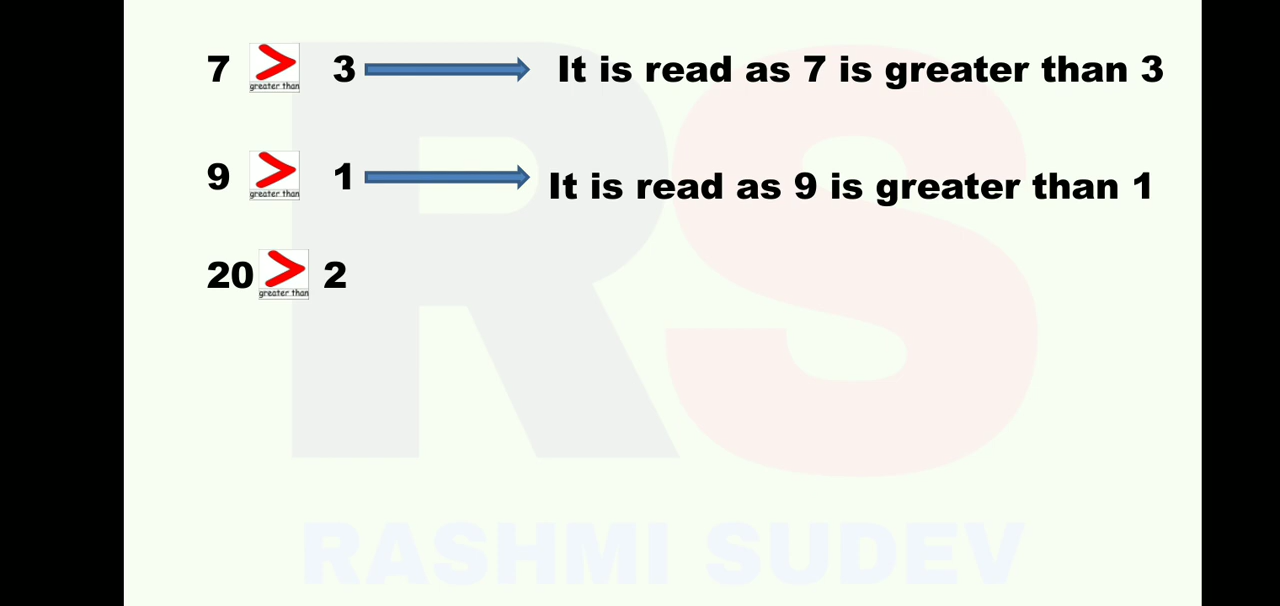 7 > 3 It is read as 7 is greater than 3
greater than
9 > 1 It is read as 9 is greater than 1
greater than
20 > 2
greater than
RS
RASHMI SUDEV